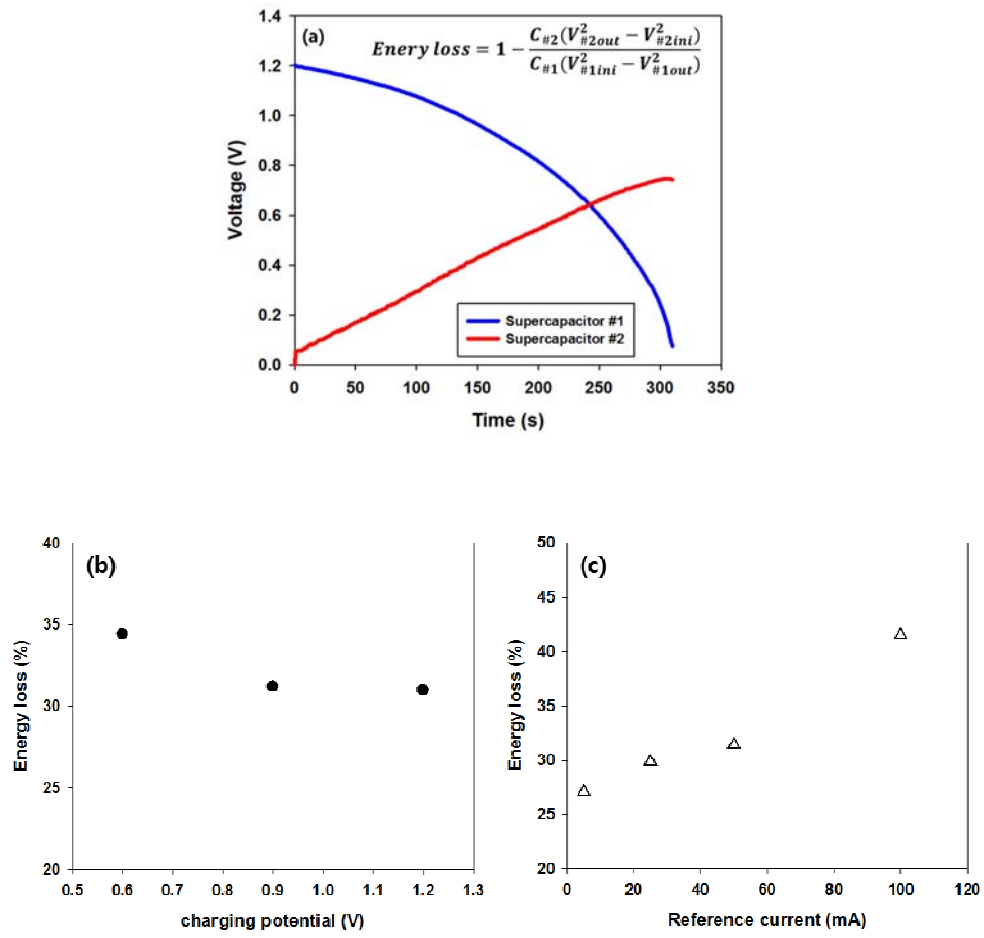 (a)
Enery loss = 1 − C#2(V²#2out − V²#2ini) / C#1(V²#1ini − V²#1out)
1.4
1.2
1.0
0.8
0.6
0.4
0.2
0.0
Voltage (V)
Supercapacitor #1
Supercapacitor #2
0 50 100 150 200 250 300 350
Time (s)
(b)
40
35
30
25
20
Energy loss (%)
0.5 0.6 0.7 0.8 0.9 1.0 1.1 1.2 1.3
charging potential (V)
(c)
50
45
40
35
30
25
20
Energy loss (%)
0 20 40 60 80 100 120
Reference current (mA)